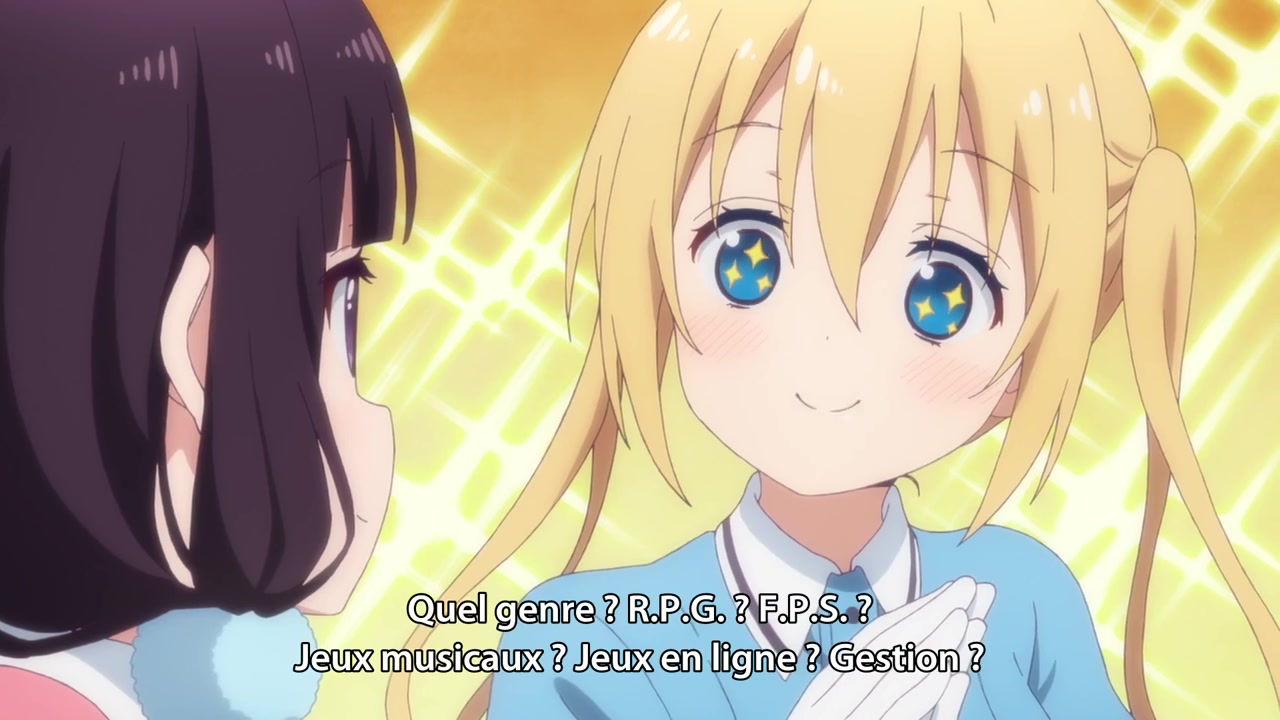 Quel genre ? R.P.G. ? F.P.S. ?
Jeux musicaux ? Jeux en ligne ? Gestion ?